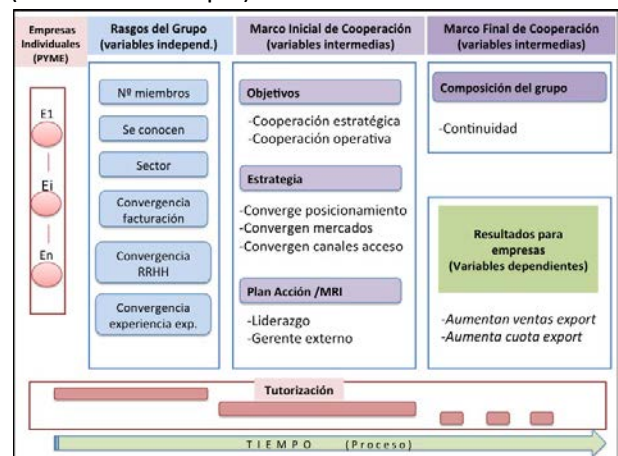 Empresas
Individuales
(PYME)
E1
Ei
En
Rasgos del Grupo
(variables independ.)
Nº miembros
Se conocen
Sector
Convergencia
facturación
Convergencia
RRHH
Convergencia
experiencia exp.
Marco Inicial de Cooperación
(variables intermedias)
Objetivos
-Cooperación estratégica
-Cooperación operativa
Estrategia
-Converge posicionamiento
-Convergen mercados
-Convergen canales acceso
Plan Acción /MRI
-Liderazgo
-Gerente externo
Marco Final de Cooperación
(variables intermedias)
Composición del grupo
-Continuidad
Resultados para
empresas
(Variables dependientes)
-Aumentan ventas export
-Aumenta cuota export
Tutorización
TIEMPO (Proceso)